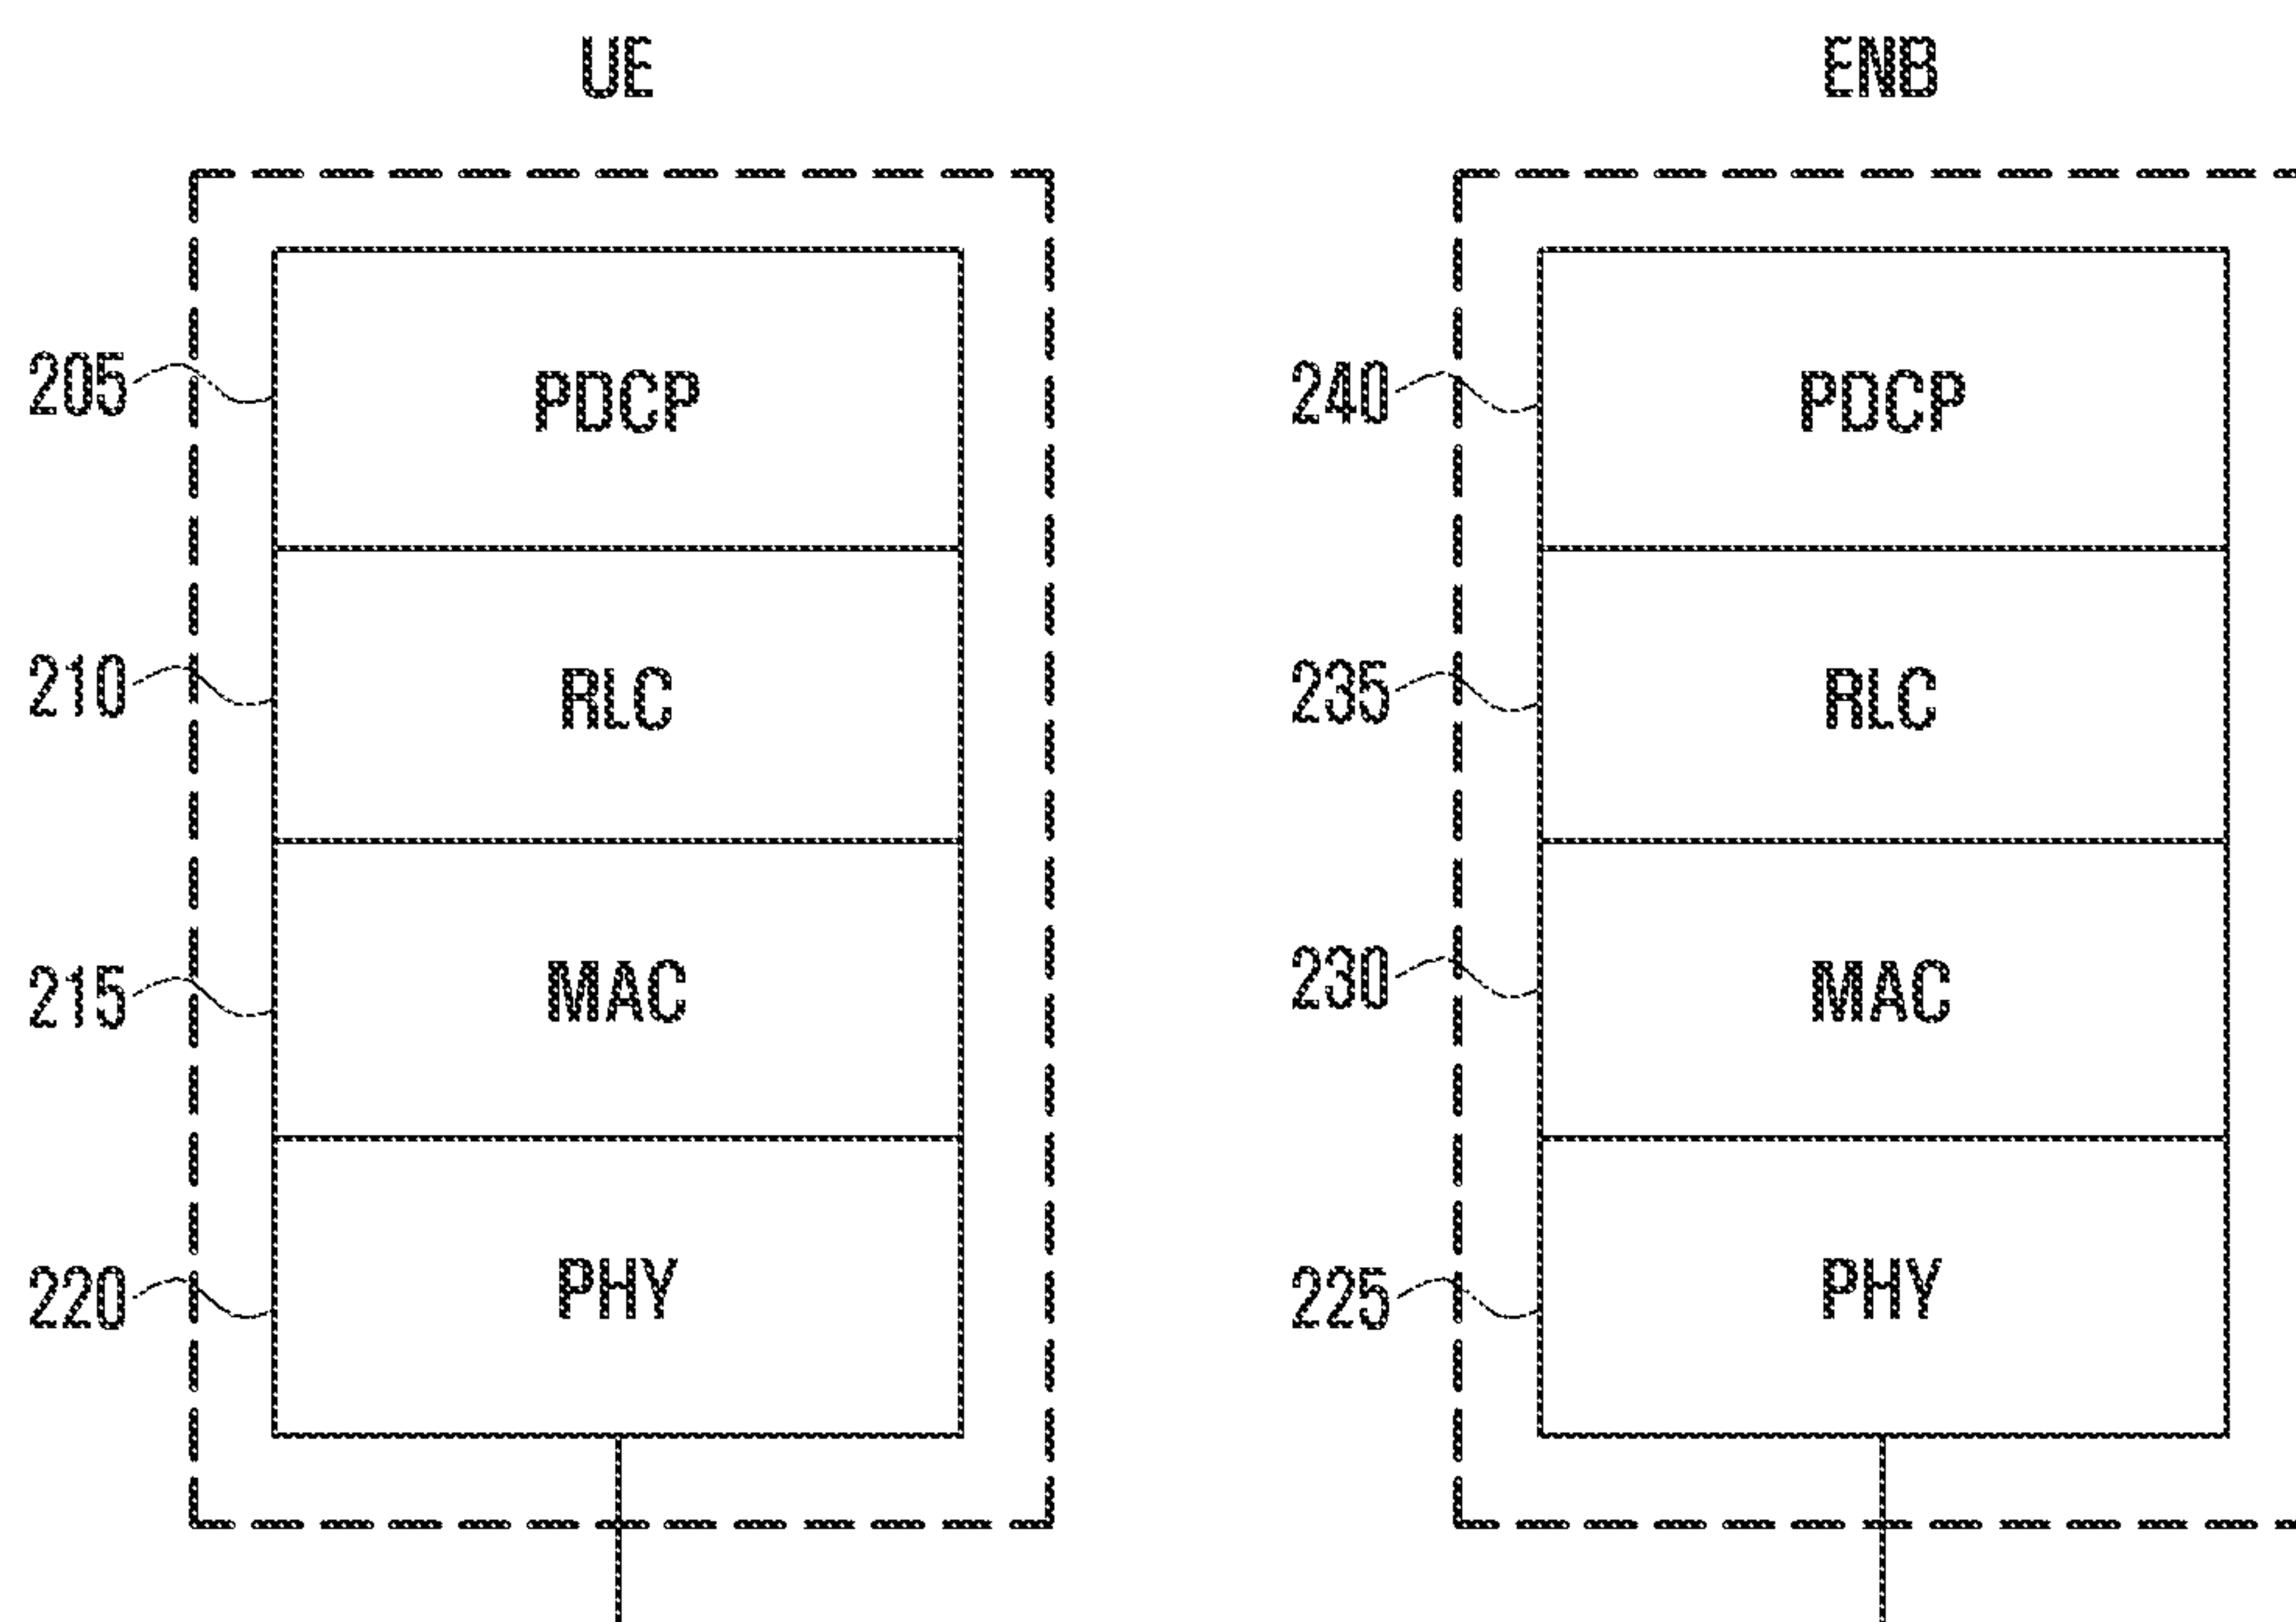 UE
ENB
205
PDCP
240
PDCP
210
RLC
235
RLC
215
MAC
230
MAC
220
PHY
225
PHY